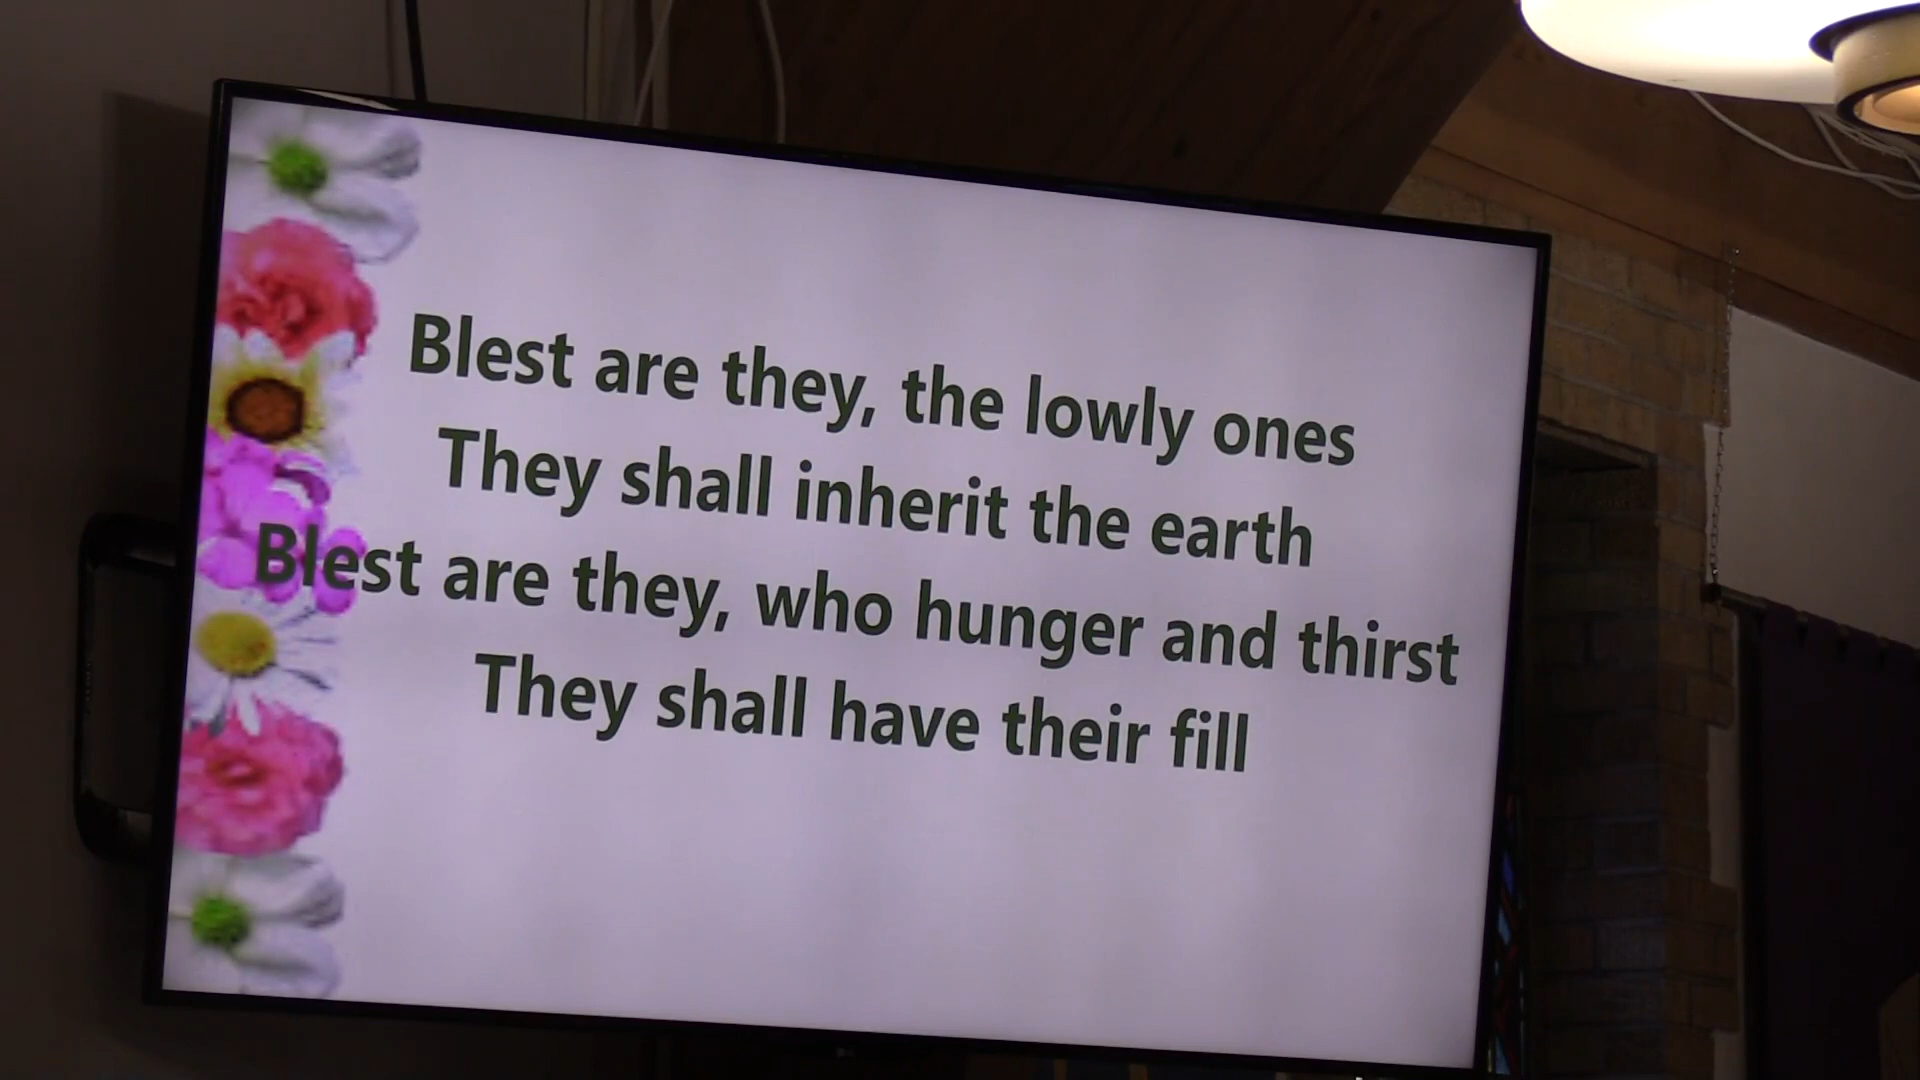 Blest are they, the lowly ones
They shall inherit the earth
Blest are they, who hunger and thirst
They shall have their fill